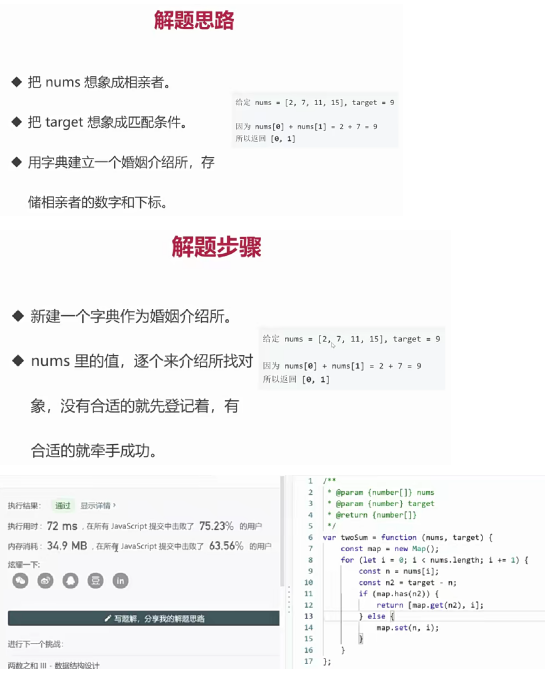 解题思路
◆ 把 nums 想象成相亲者。
◆ 把 target 想象成匹配条件。
◆ 用字典建立一个婚姻介绍所，存
储相亲者的数字和下标。
给定 nums = [2, 7, 11, 15], target = 9
因为 nums[0] + nums[1] = 2 + 7 = 9
所以返回 [0, 1]
解题步骤
◆ 新建一个字典作为婚姻介绍所。
◆ nums 里的值，逐个来介绍所找对
象，没有合适的就先登记着，有
合适的就牵手成功。
给定 nums = [2, 7, 11, 15], target = 9
因为 nums[0] + nums[1] = 2 + 7 = 9
所以返回 [0, 1]
执行结果： 通过 显示详情 ›
执行用时：72 ms，在所有 JavaScript 提交中击败了 75.23% 的用户
内存消耗：34.9 MB，在所有 JavaScript 提交中击败了 63.56% 的用户
炫耀一下:
写题解，分享我的解题思路
进行下一个挑战：
两数之和 III - 数据结构设计
1 /**
2 * @param {number[]} nums
3 * @param {number} target
4 * @return {number[]}
5 */
6 var twoSum = function (nums, target) {
7 const map = new Map();
8 for (let i = 0; i < nums.length; i += 1) {
9 const n = nums[i];
10 const n2 = target - n;
11 if (map.has(n2)) {
12 return [map.get(n2), i];
13 } else {
14 map.set(n, i);
15 }
16 }
17 };